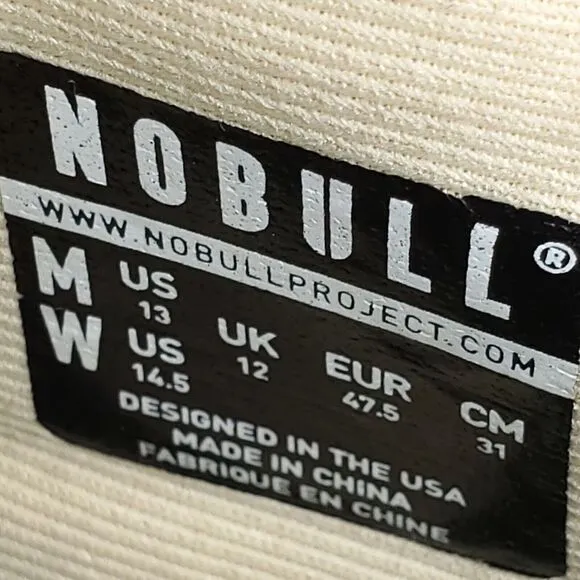 NOBULL®
WWW.NOBULLPROJECT.COM
M US 13
W US 14.5
UK 12
EUR 47.5
CM 31
DESIGNED IN THE USA
MADE IN CHINA
FABRIQUE EN CHINE